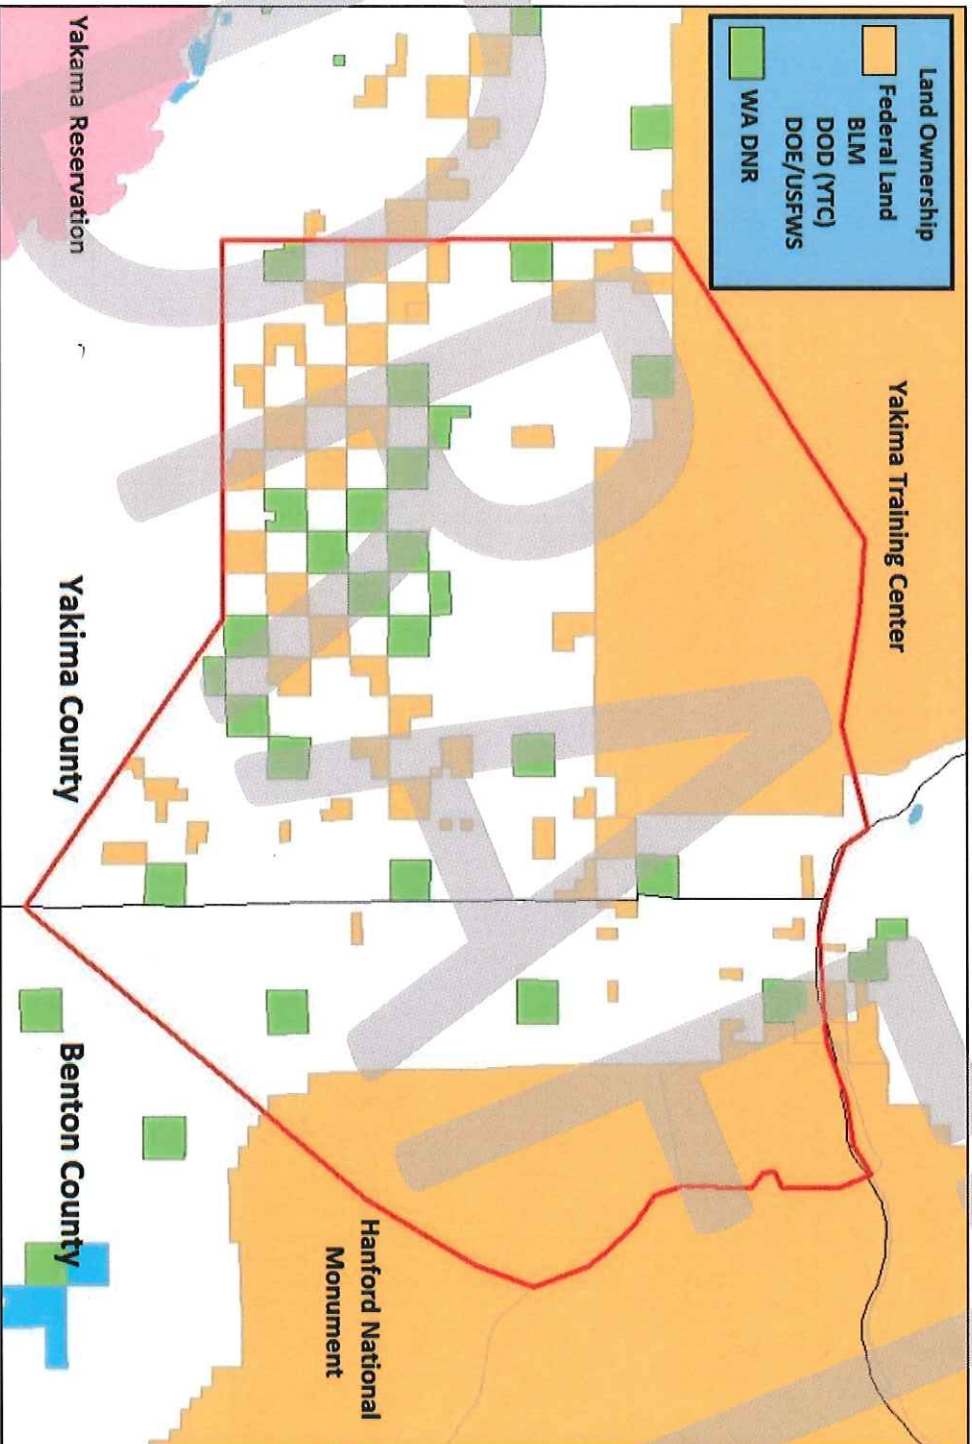 Land Ownership
Federal Land
BLM
DOD (YTC)
DOE/USFWS
WA DNR
Yakima Training Center
Hanford National
Monument
Yakama Reservation
Yakima County
Benton County
DRAFT